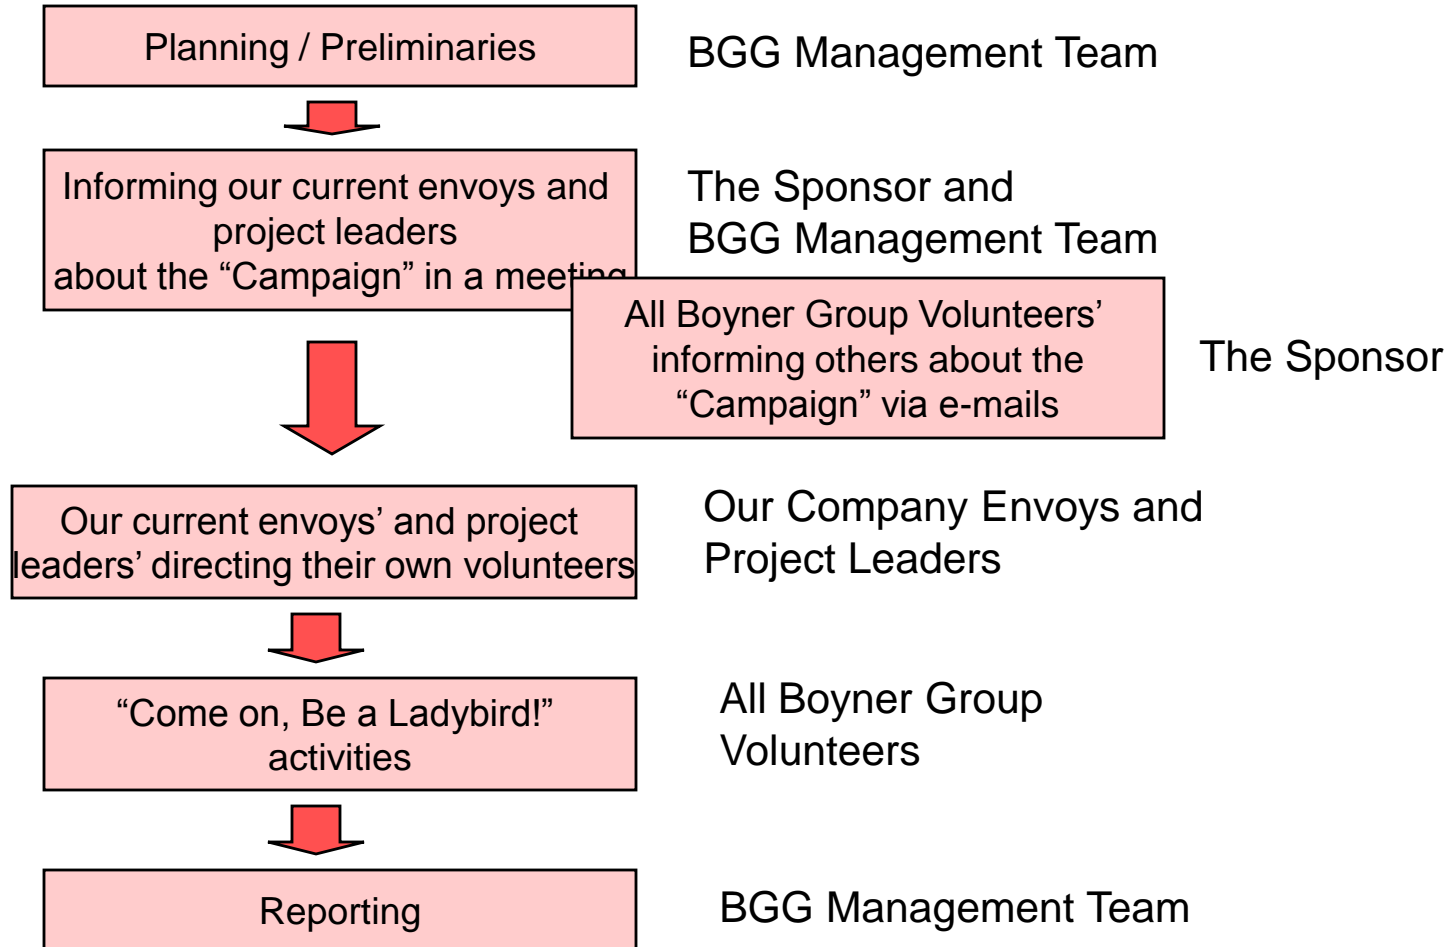 Planning / Preliminaries
BGG Management Team
Informing our current envoys and
project leaders
about the “Campaign” in a meeting
The Sponsor and
BGG Management Team
All Boyner Group Volunteers’
informing others about the
“Campaign” via e-mails
The Sponsor
Our current envoys’ and project
leaders’ directing their own volunteers
Our Company Envoys and
Project Leaders
“Come on, Be a Ladybird!”
activities
All Boyner Group
Volunteers
Reporting
BGG Management Team